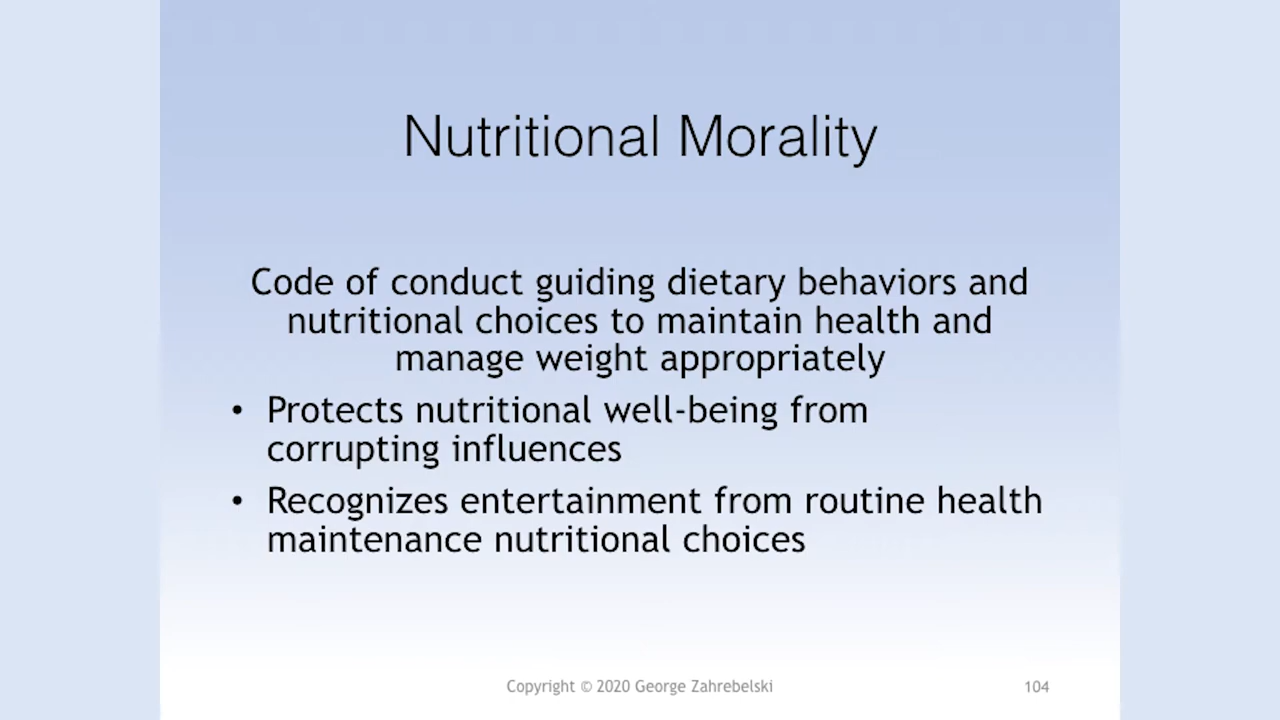 Nutritional Morality
Code of conduct guiding dietary behaviors and
nutritional choices to maintain health and
manage weight appropriately
• Protects nutritional well-being from
corrupting influences
• Recognizes entertainment from routine health
maintenance nutritional choices
Copyright © 2020 George Zahrebelski
104